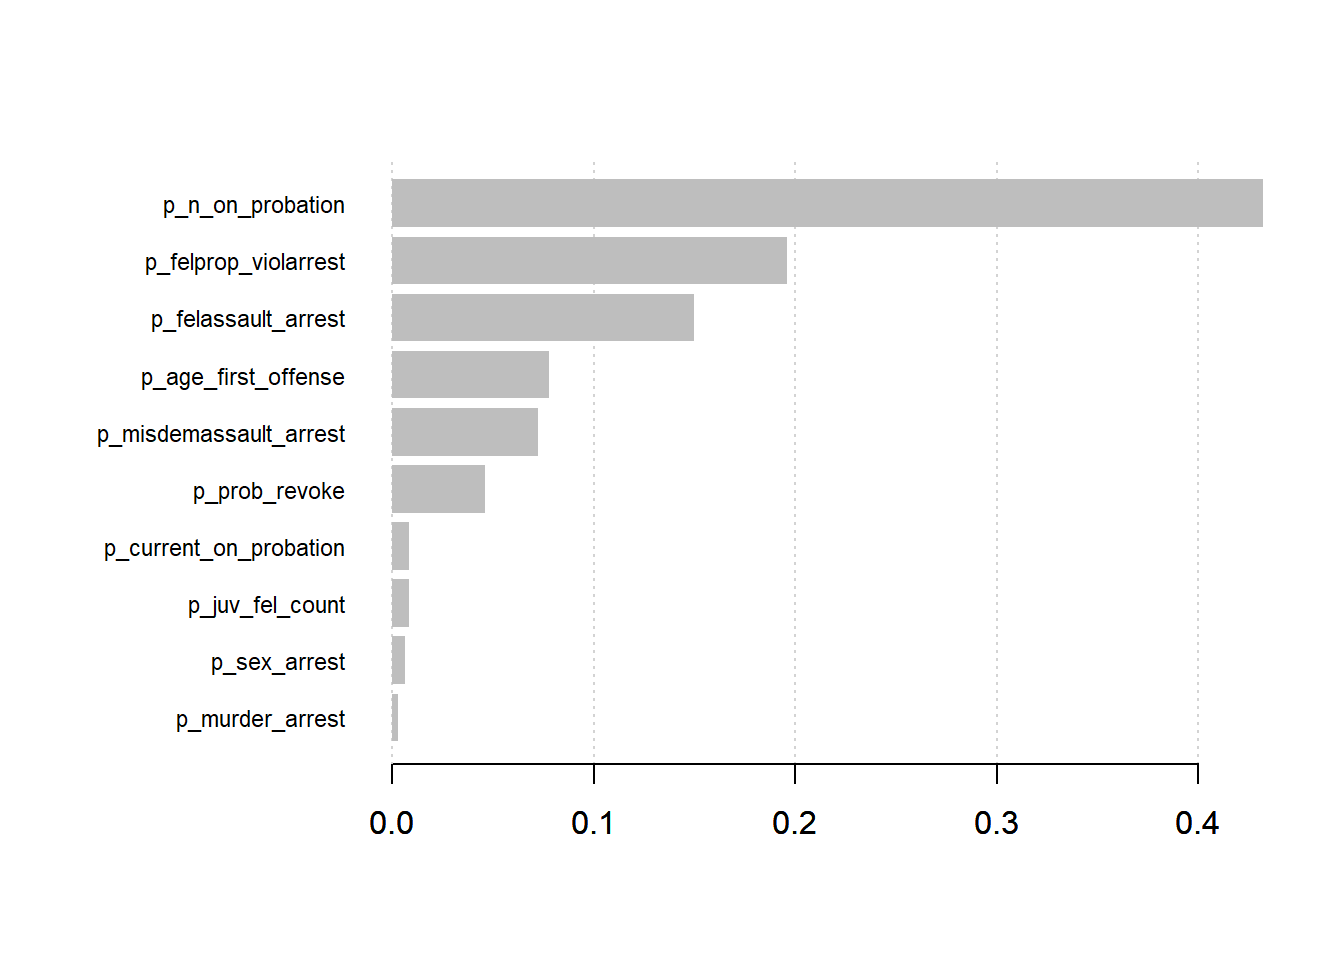 p_n_on_probation
p_felprop_violarrest
p_felassault_arrest
p_age_first_offense
p_misdemassault_arrest
p_prob_revoke
p_current_on_probation
p_juv_fel_count
p_sex_arrest
p_murder_arrest
0.0 0.1 0.2 0.3 0.4